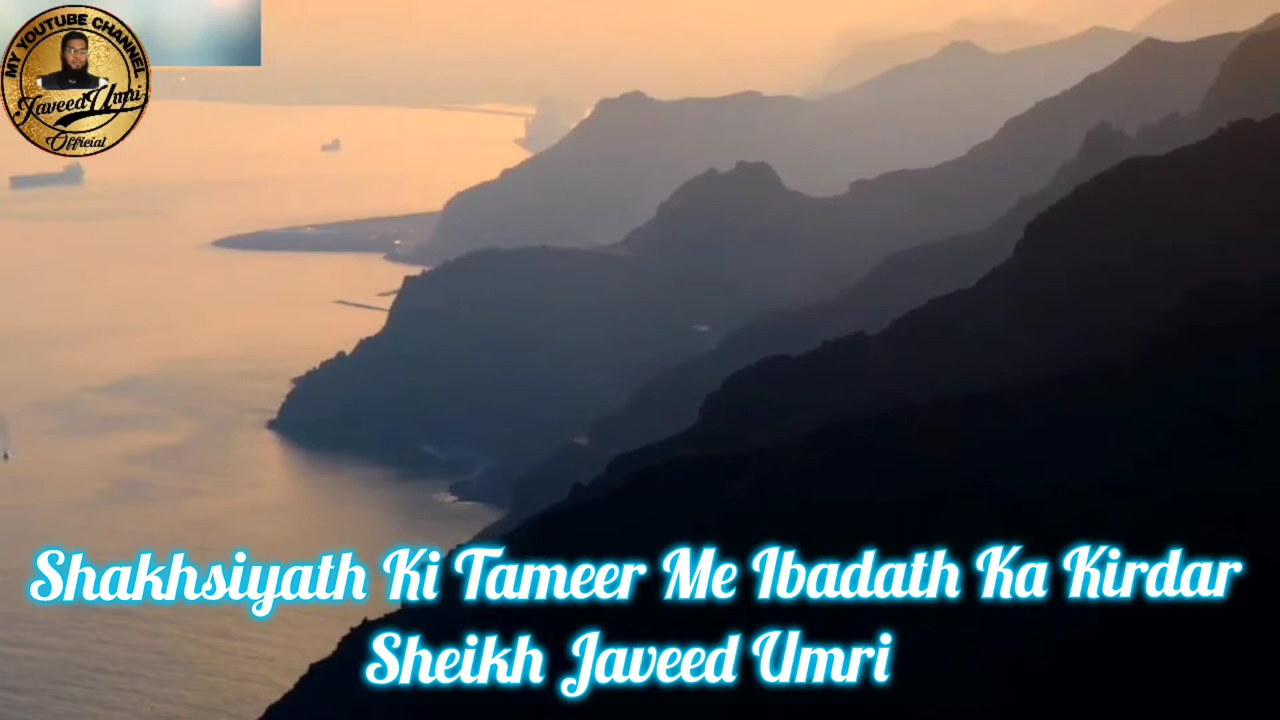 MY YOUTUBE CHANNEL
Javeed Umri
Official
Shakhsiyath Ki Tameer Me Ibadath Ka Kirdar
Sheikh Javeed Umri